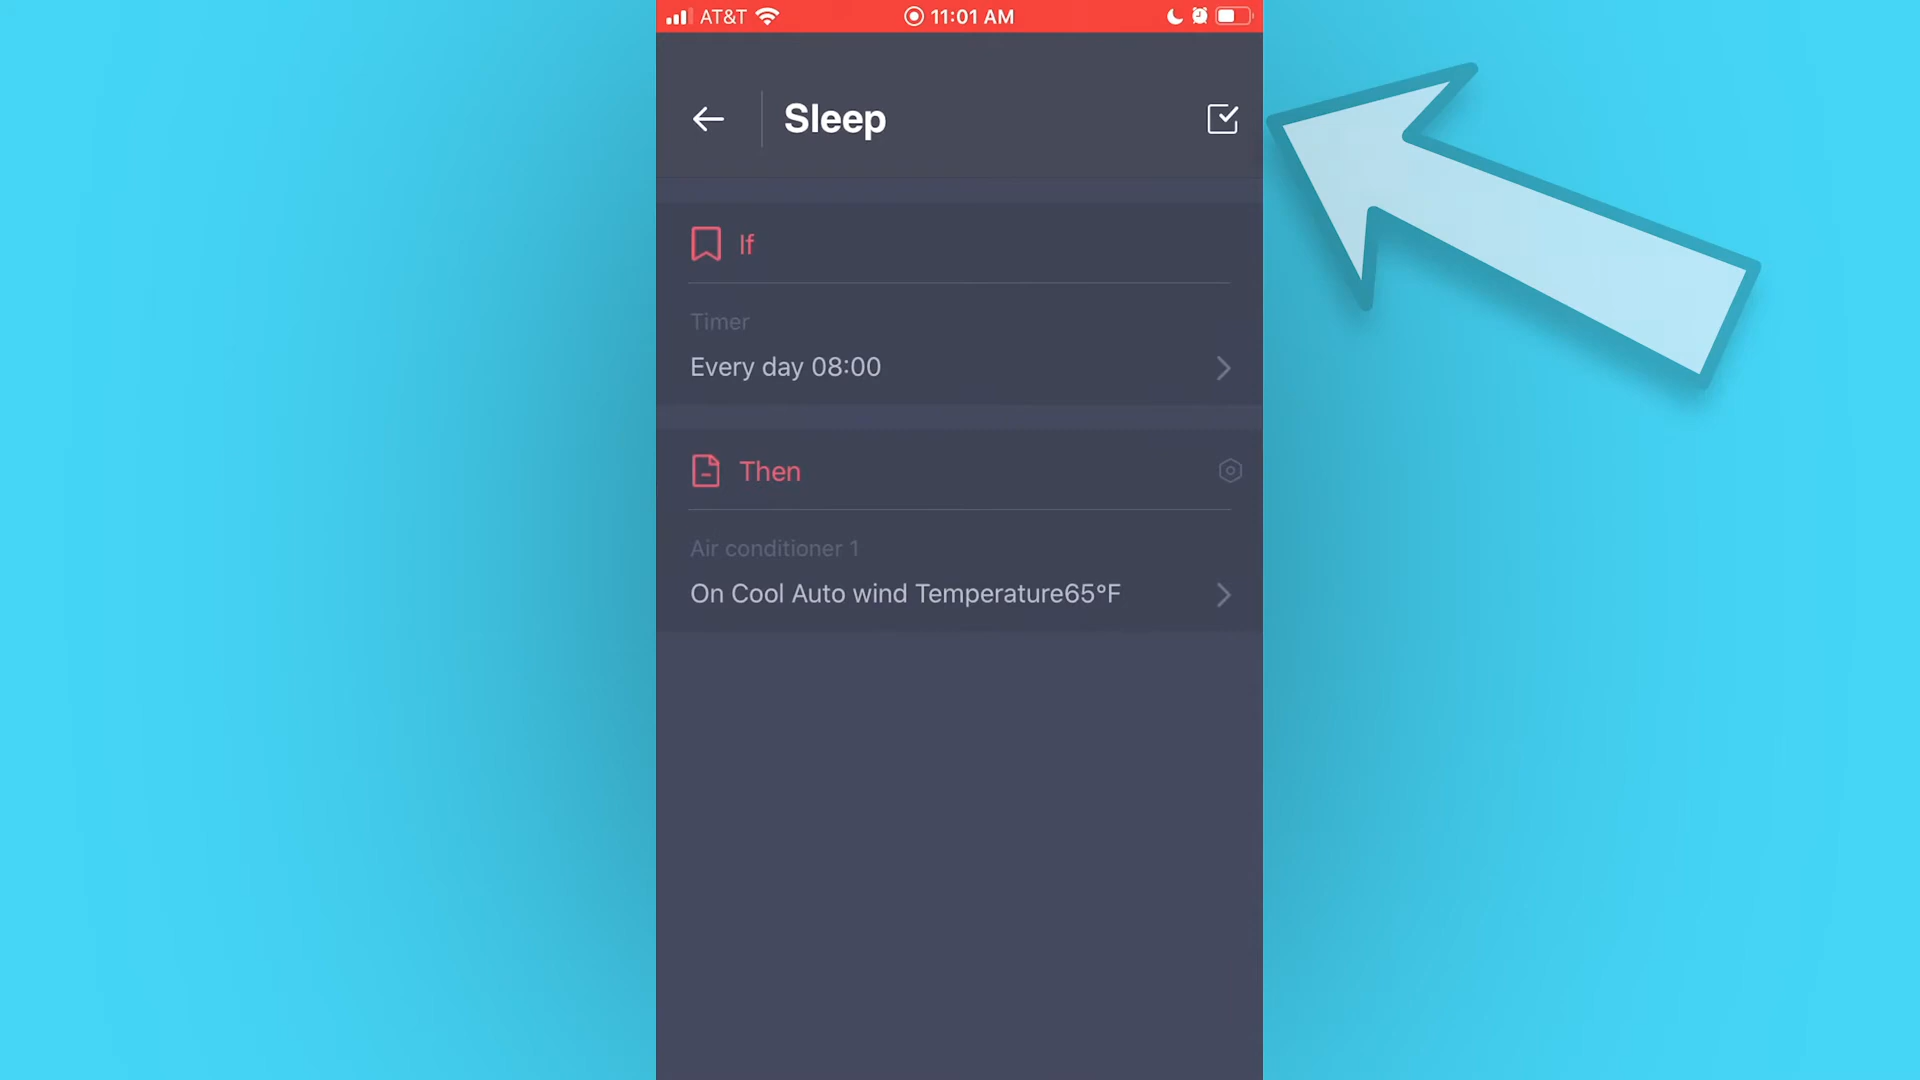 AT&T
11:01 AM
Sleep
If
Timer
Every day 08:00
Then
Air conditioner 1
On Cool Auto wind Temperature65°F